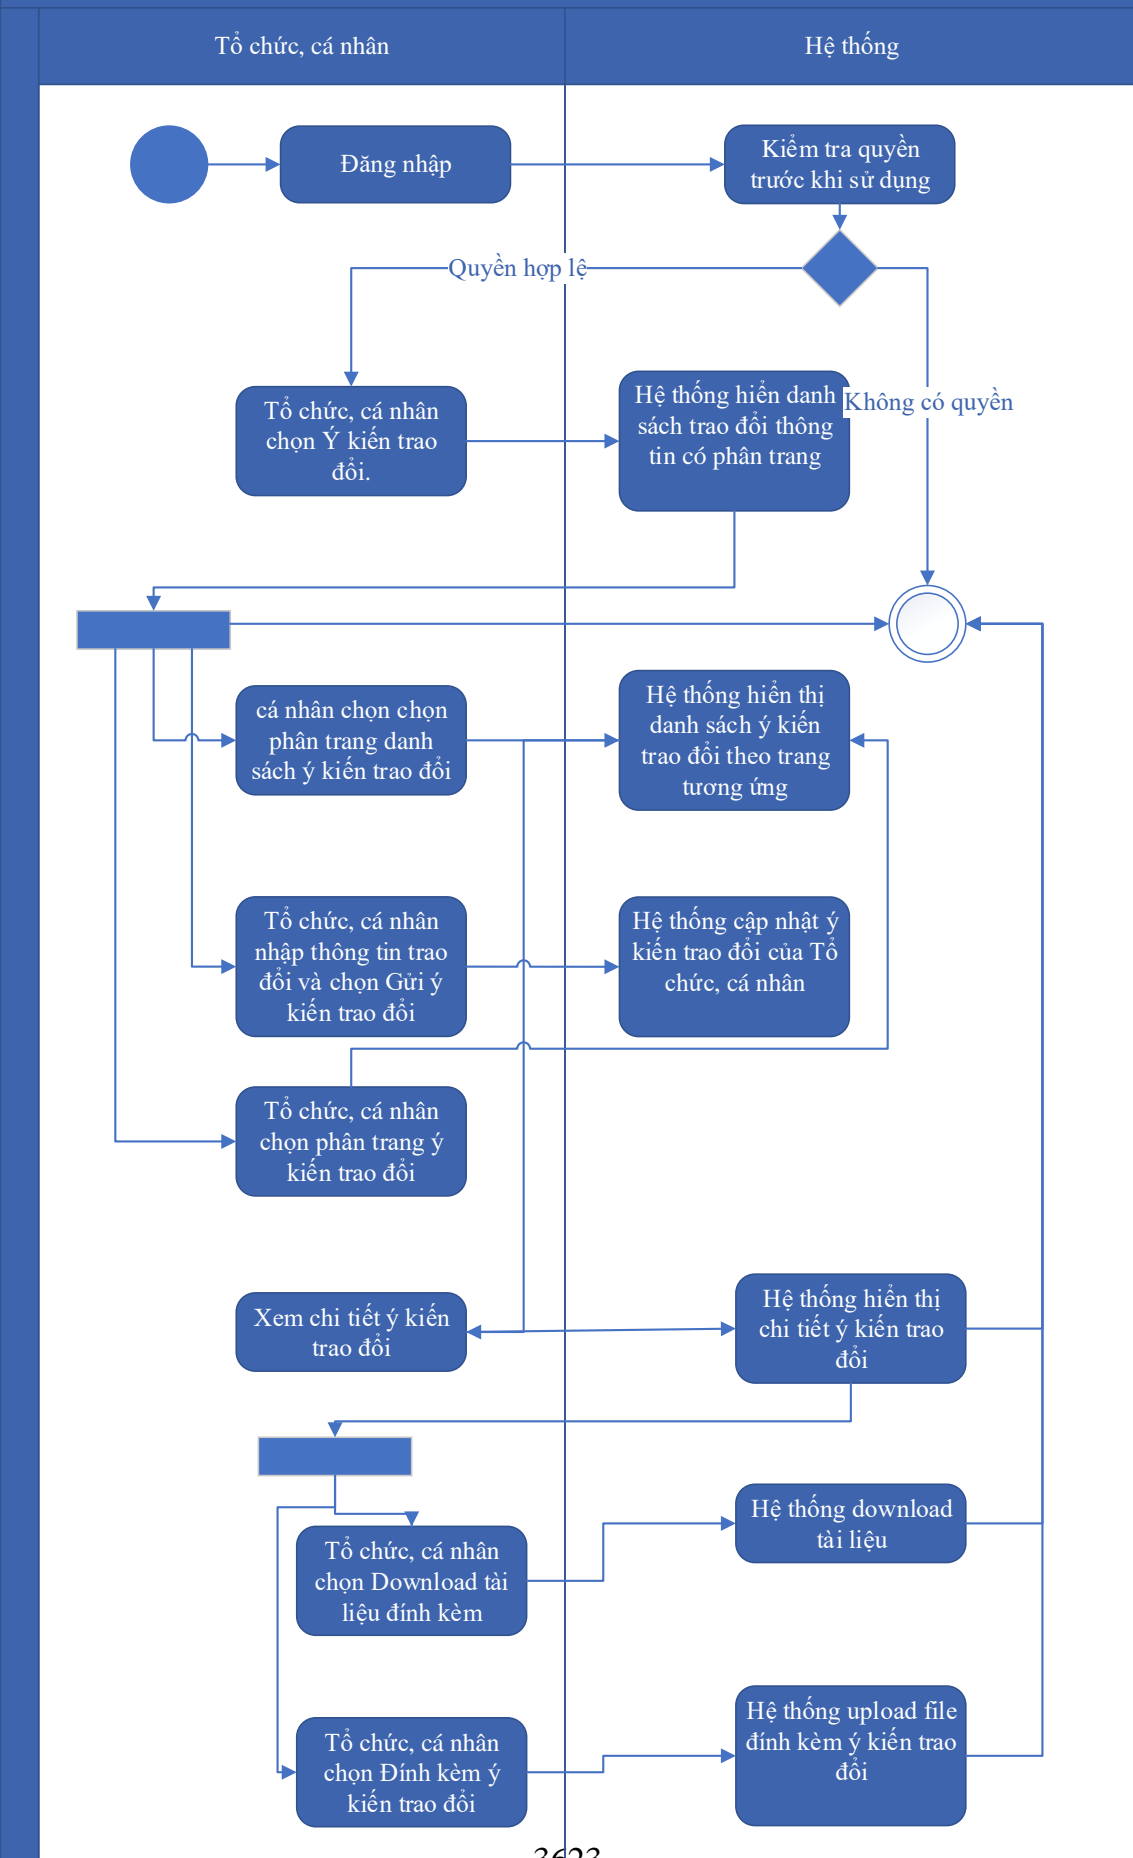 Tổ chức, cá nhân
Hệ thống
Đăng nhập
Kiểm tra quyền
trước khi sử dụng
Quyền hợp lệ
Tổ chức, cá nhân
chọn Ý kiến trao
đổi.
Hệ thống hiển danh
sách trao đổi thông
tin có phân trang
Không có quyền
cá nhân chọn chọn
phân trang danh
sách ý kiến trao đổi
Hệ thống hiển thị
danh sách ý kiến
trao đổi theo trang
tương ứng
Tổ chức, cá nhân
nhập thông tin trao
đổi và chọn Gửi ý
kiến trao đổi
Hệ thống cập nhật ý
kiến trao đổi của Tổ
chức, cá nhân
Tổ chức, cá nhân
chọn phân trang ý
kiến trao đổi
Xem chi tiết ý kiến
trao đổi
Hệ thống hiển thị
chi tiết ý kiến trao
đổi
Tổ chức, cá nhân
chọn Download tài
liệu đính kèm
Hệ thống download
tài liệu
Tổ chức, cá nhân
chọn Đính kèm ý
kiến trao đổi
Hệ thống upload file
đính kèm ý kiến trao
đổi
3623